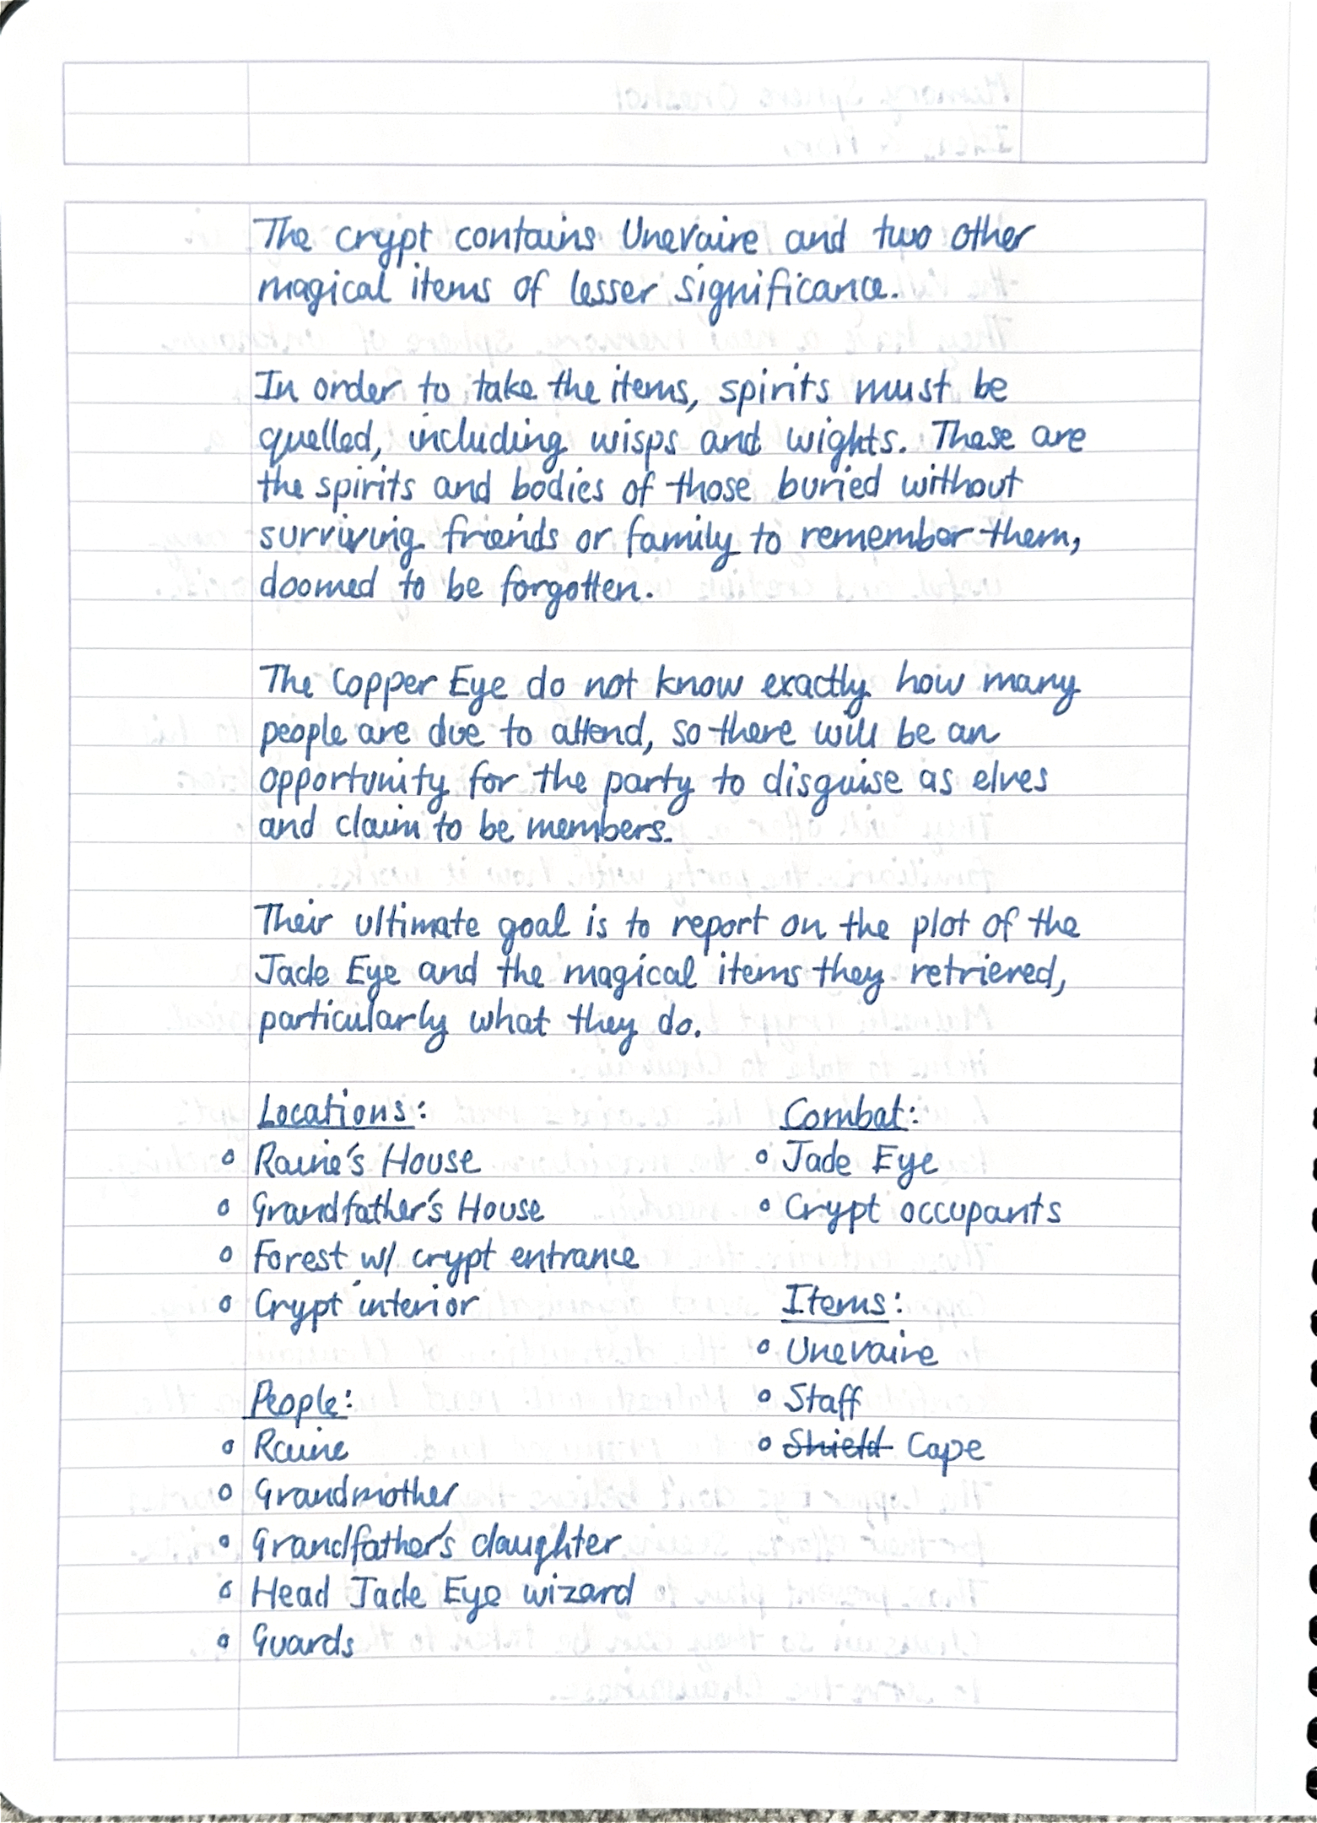 The crypt contains Unevaire and two other
magical items of lesser significance.
In order to take the items, spirits must be
quelled, including wisps and wights. These are
the spirits and bodies of those buried without
surviving friends or family to remember them,
doomed to be forgotten.
The Copper Eye do not know exactly how many
people are due to attend, so there will be an
opportunity for the party to disguise as elves
and claim to be members.
Their ultimate goal is to report on the plot of the
Jade Eye and the magical items they retrieved,
particularly what they do.
Locations:
Raine's House
Grandfather's House
Forest w/ crypt entrance
Crypt interior
People:
Raine
Grandmother
Grandfather's daughter
Head Jade Eye wizard
Guards
Combat:
Jade Eye
Crypt occupants
Items:
Unevaire
Staff
Shield Cape